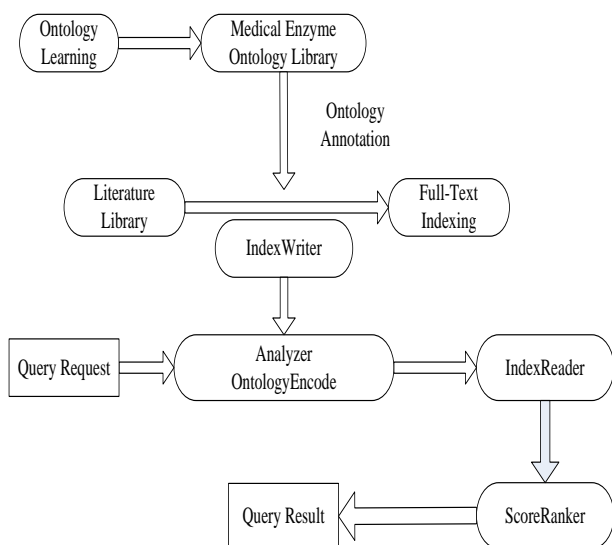 Ontology
Learning
Medical Enzyme
Ontology Library
Ontology
Annotation
Literature
Library
Full-Text
Indexing
IndexWriter
Query Request
Analyzer
OntologyEncode
IndexReader
Query Result
ScoreRanker